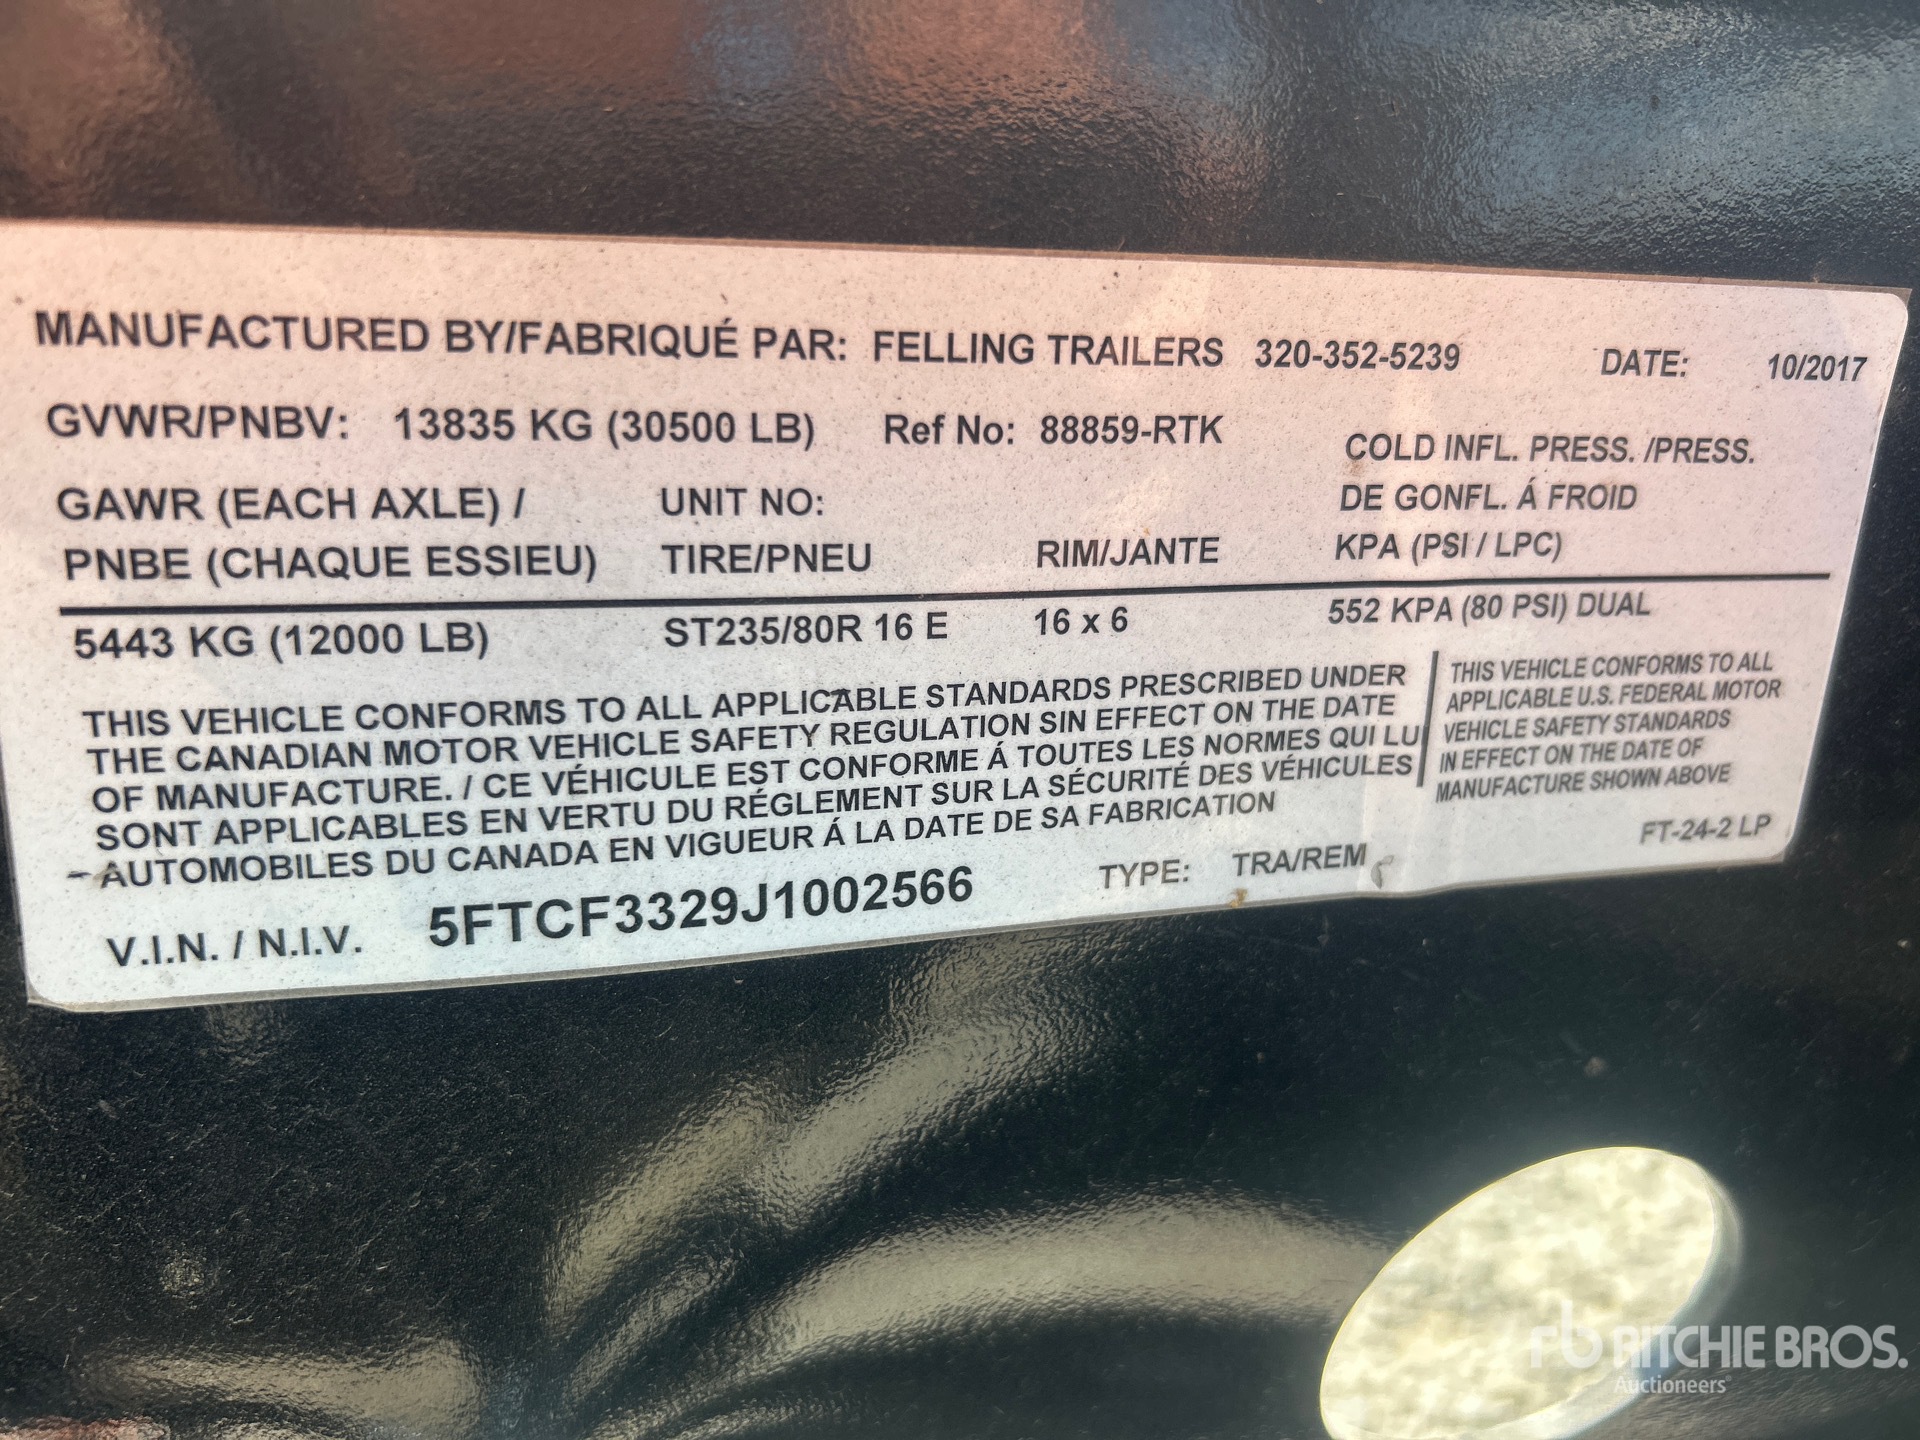 MANUFACTURED BY/FABRIQUÉ PAR: FELLING TRAILERS 320-352-5239 DATE: 10/2017
GVWR/PNBV: 13835 KG (30500 LB) Ref No: 88859-RTK
COLD INFL. PRESS. /PRESS.
GAWR (EACH AXLE) / UNIT NO: DE GONFL. Á FROID
PNBE (CHAQUE ESSIEU) TIRE/PNEU RIM/JANTE KPA (PSI / LPC)
5443 KG (12000 LB) ST235/80R 16 E 16 x 6 552 KPA (80 PSI) DUAL
THIS VEHICLE CONFORMS TO ALL APPLICABLE STANDARDS PRESCRIBED UNDER
THE CANADIAN MOTOR VEHICLE SAFETY REGULATION SIN EFFECT ON THE DATE
OF MANUFACTURE. / CE VÉHICULE EST CONFORME Á TOUTES LES NORMES QUI LUI
SONT APPLICABLES EN VERTU DU RÉGLEMENT SUR LA SÉCURITÉ DES VÉHICULES
AUTOMOBILES DU CANADA EN VIGUEUR Á LA DATE DE SA FABRICATION
THIS VEHICLE CONFORMS TO ALL
APPLICABLE U.S. FEDERAL MOTOR
VEHICLE SAFETY STANDARDS
IN EFFECT ON THE DATE OF
MANUFACTURE SHOWN ABOVE
FT-24-2 LP
V.I.N. / N.I.V. 5FTCF3329J1002566 TYPE: TRA/REM
rb RITCHIE BROS.
Auctioneers